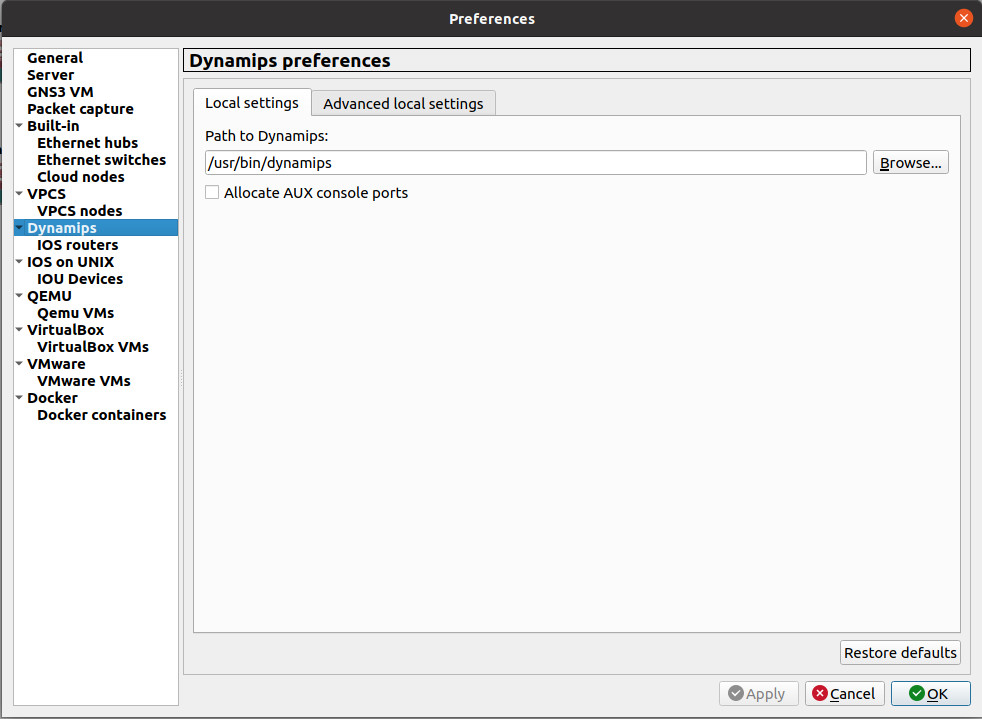 Preferences
General
Server
GNS3 VM
Packet capture
Built-in
Ethernet hubs
Ethernet switches
Cloud nodes
VPCS
VPCS nodes
Dynamips
IOS routers
IOS on UNIX
IOU Devices
QEMU
Qemu VMs
VirtualBox
VirtualBox VMs
VMware
VMware VMs
Docker
Docker containers
Dynamips preferences
Local settings
Advanced local settings
Path to Dynamips:
/usr/bin/dynamips
Browse...
Allocate AUX console ports
Restore defaults
Apply
Cancel
OK